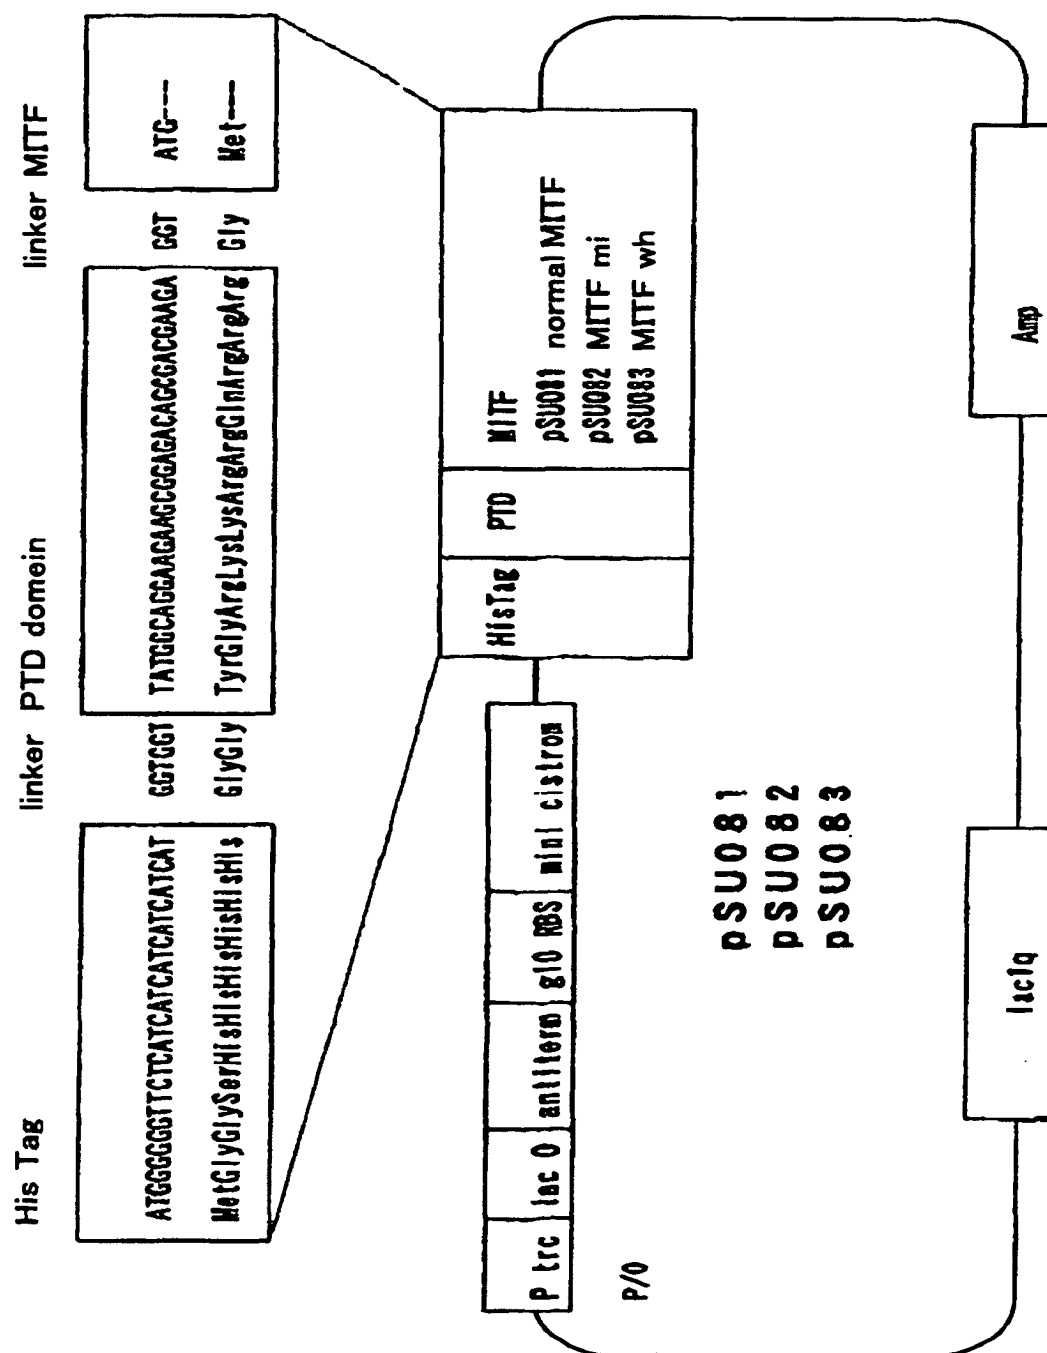 His Tag
linker PTD domein
linker MITF
ATGGGGGTTCTCATCATCATCATCATCAT GGTGGT TATGGCAGGAAGAAGCGGAGACAGCGACGAAGA GGT ATG---
MetGlyGlySerHisHisHisHisHisHis GlyGly TyrGlyArgLysLysArgArgGlnArgArgArg Gly Met---
HisTag
PTD
MITF
pSU081 normal MITF
pSU082 MITF mi
pSU083 MITF wh
P trc
lac O
antiterm
g10 RBS
mini cistron
P/O
pSU081
pSU082
pSU083
lacIq
Amp